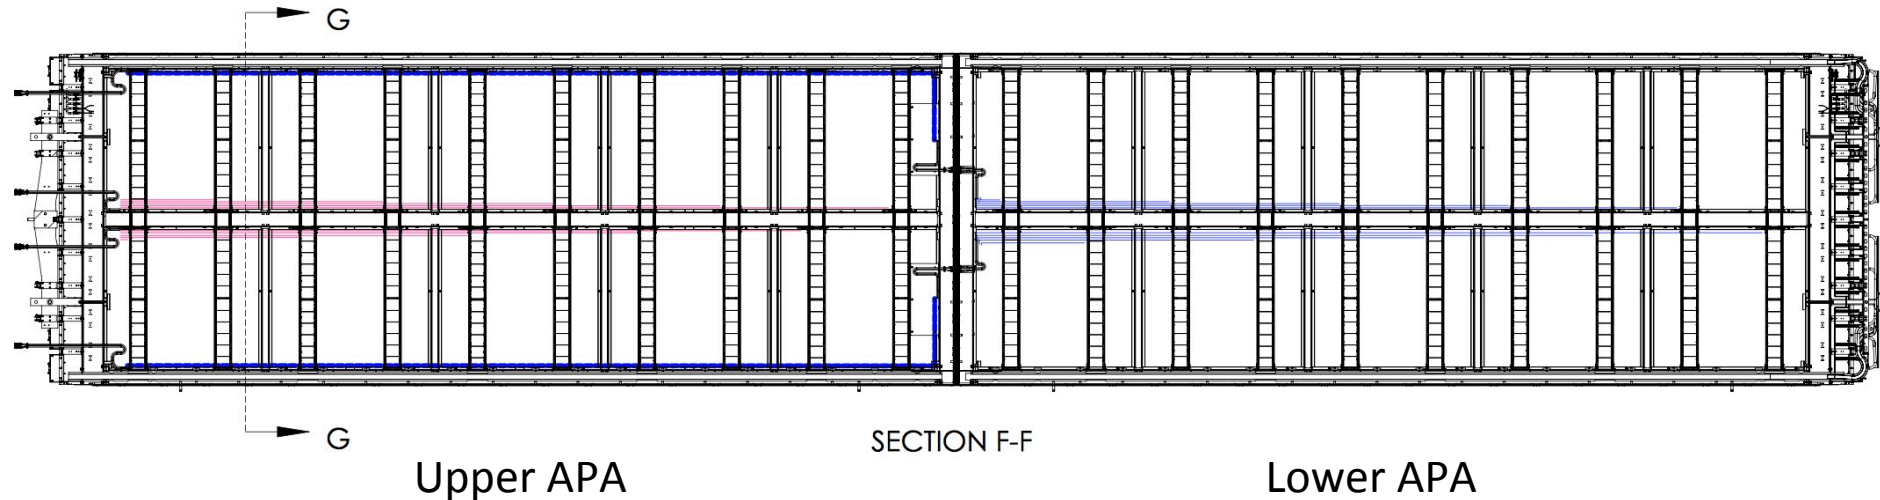 G
G
SECTION F-F
Upper APA
Lower APA